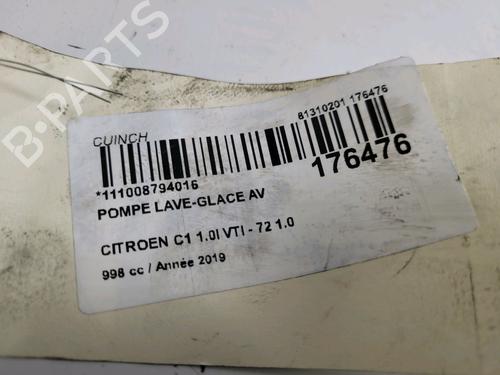 B-PARTS
CUINCH
81310201 176476
*111008794016
176476
POMPE LAVE-GLACE AV
CITROEN C1 1.0I VTI - 72 1.0
998 cc / Année 2019